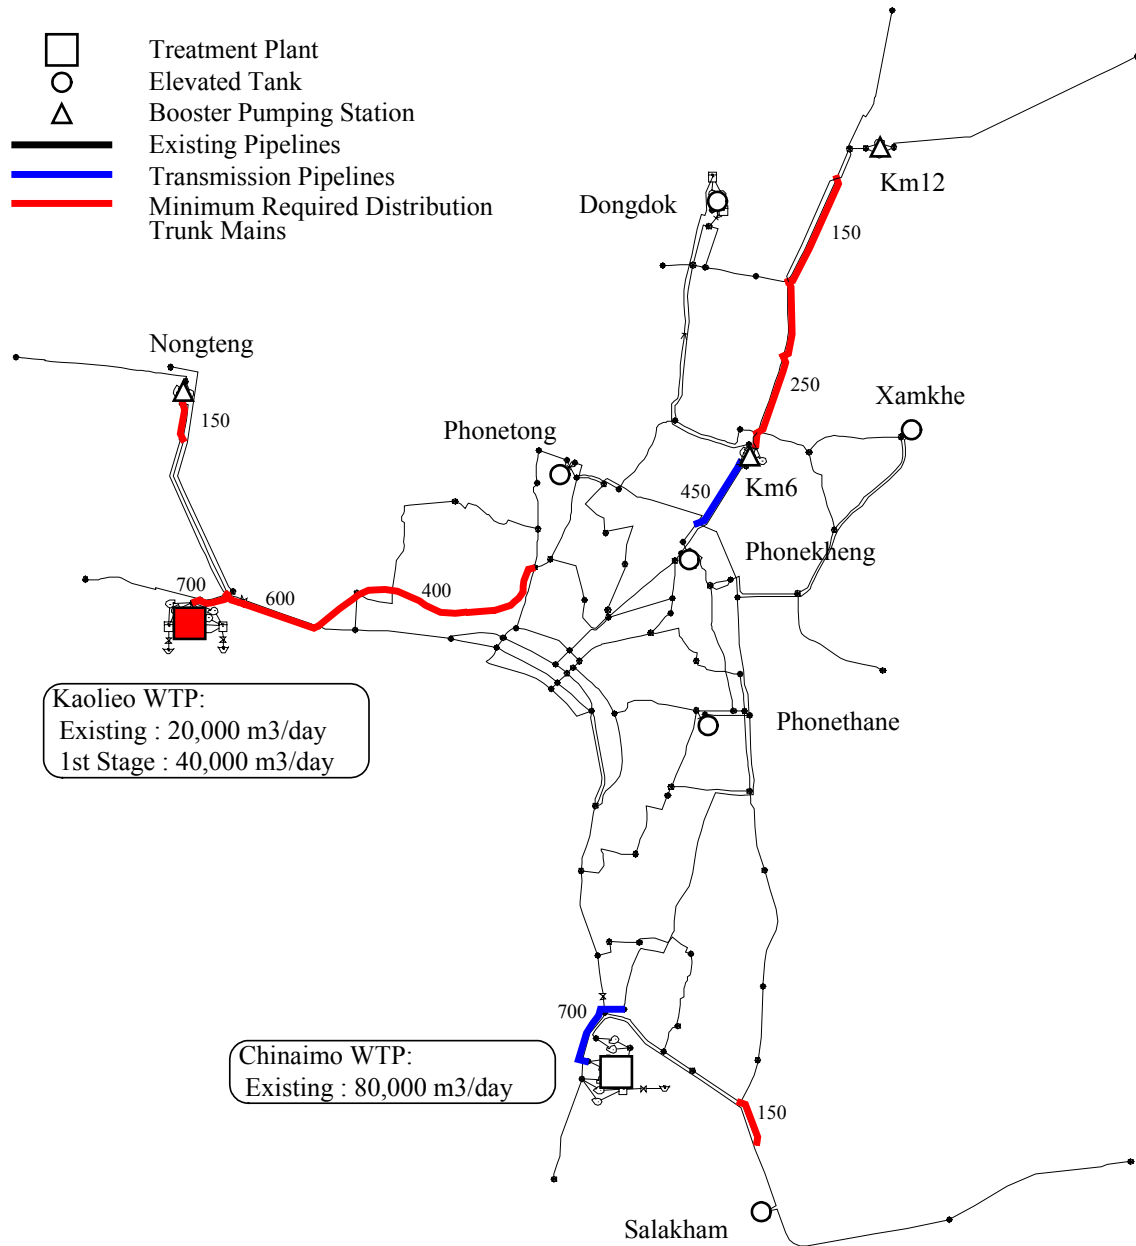 Treatment Plant
Elevated Tank
Booster Pumping Station
Existing Pipelines
Transmission Pipelines
Minimum Required Distribution
Trunk Mains
Km12
Dongdok
150
Nongteng
250
Xamkhe
150
Phonetong
450
Km6
Phonekheng
700
600
400
Kaolieo WTP:
Existing : 20,000 m3/day
1st Stage : 40,000 m3/day
Phonethane
700
Chinaimo WTP:
Existing : 80,000 m3/day
150
Salakham